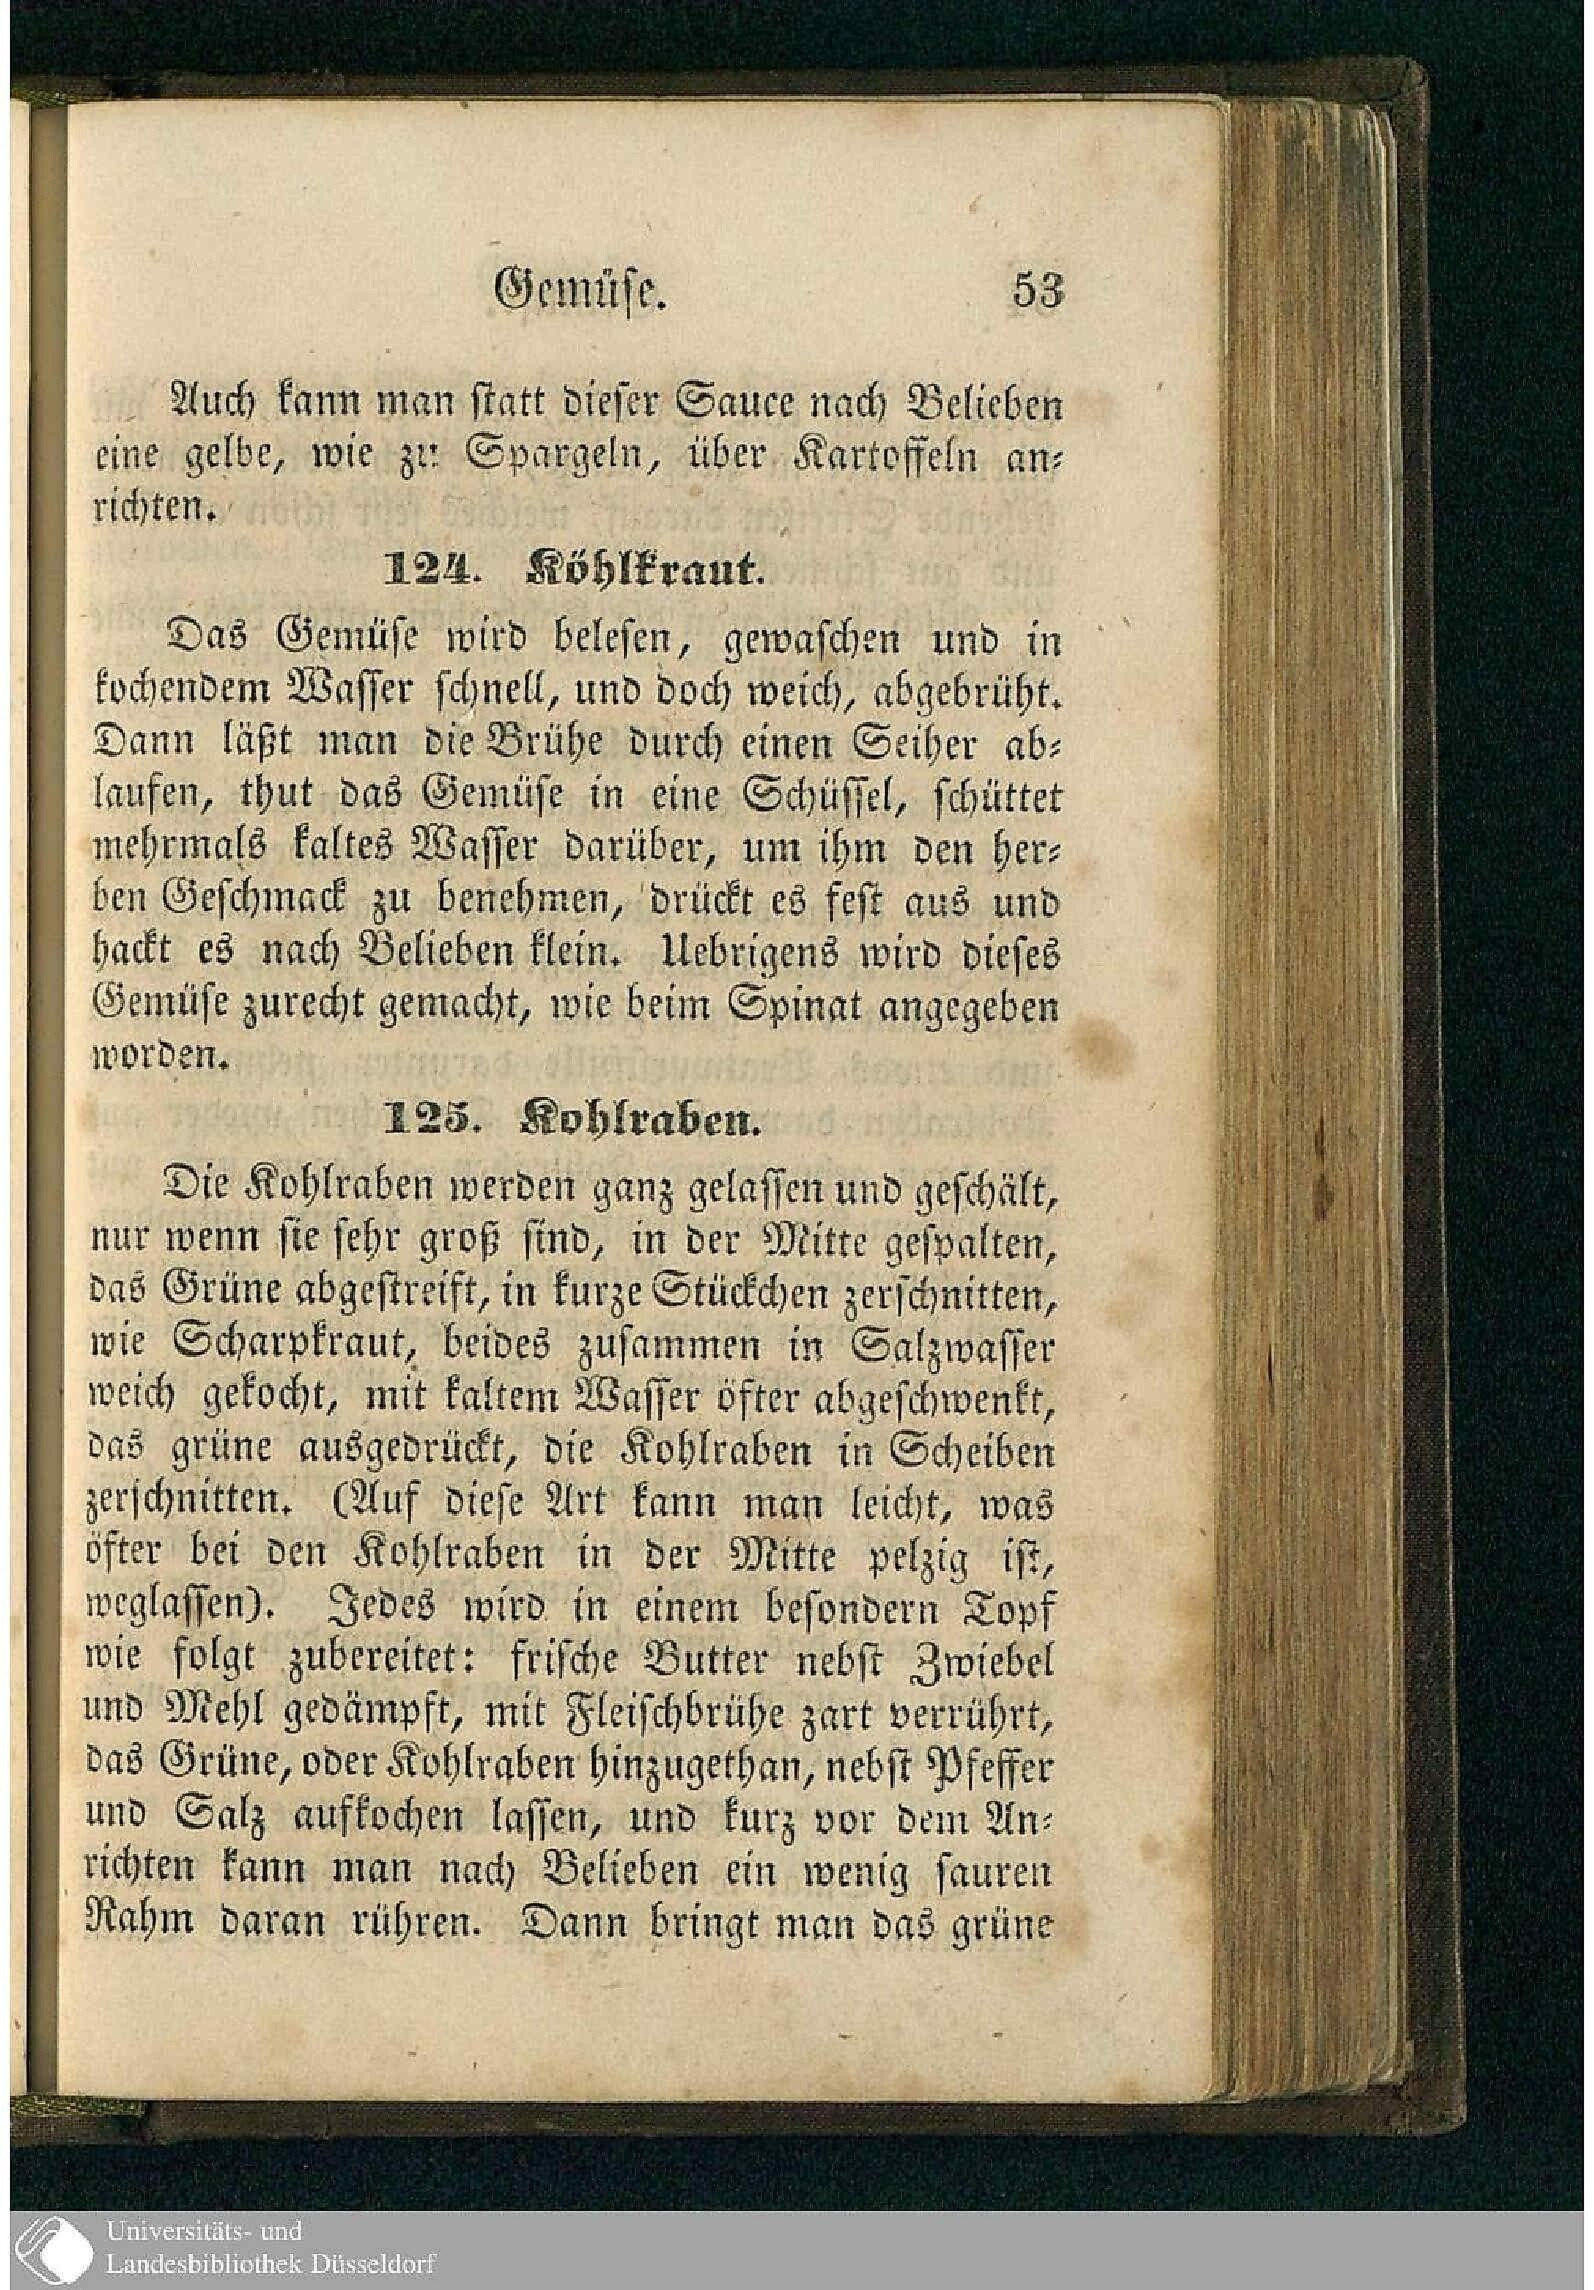 Gemüse. 53
Auch kann man statt dieser Sauce nach Belieben
eine gelbe, wie zu Spargeln, über Kartoffeln an-
richten.
124. Köhlkraut.
Das Gemüse wird belesen, gewaschen und in
kochendem Wasser schnell, und doch weich, abgebrüht.
Dann läßt man die Brühe durch einen Seiher ab-
laufen, thut das Gemüse in eine Schüssel, schüttet
mehrmals kaltes Wasser darüber, um ihm den her-
ben Geschmack zu benehmen, drückt es fest aus und
hackt es nach Belieben klein. Uebrigens wird dieses
Gemüse zurecht gemacht, wie beim Spinat angegeben
worden.
125. Kohlraben.
Die Kohlraben werden ganz gelassen und geschält,
nur wenn sie sehr groß sind, in der Mitte gespalten,
das Grüne abgestreift, in kurze Stückchen zerschnitten,
wie Scharpkraut, beides zusammen in Salzwasser
weich gekocht, mit kaltem Wasser öfter abgeschwenkt,
das grüne ausgedrückt, die Kohlraben in Scheiben
zerschnitten. (Auf diese Art kann man leicht, was
öfter bei den Kohlraben in der Mitte pelzig ist,
weglassen). Jedes wird in einem besondern Topf
wie folgt zubereitet: frische Butter nebst Zwiebel
und Mehl gedämpft, mit Fleischbrühe zart verrührt,
das Grüne, oder Kohlraben hinzugethan, nebst Pfeffer
und Salz aufkochen lassen, und kurz vor dem An-
richten kann man nach Belieben ein wenig sauren
Rahm daran rühren. Dann bringt man das grüne
Universitäts- und
Landesbibliothek Düsseldorf